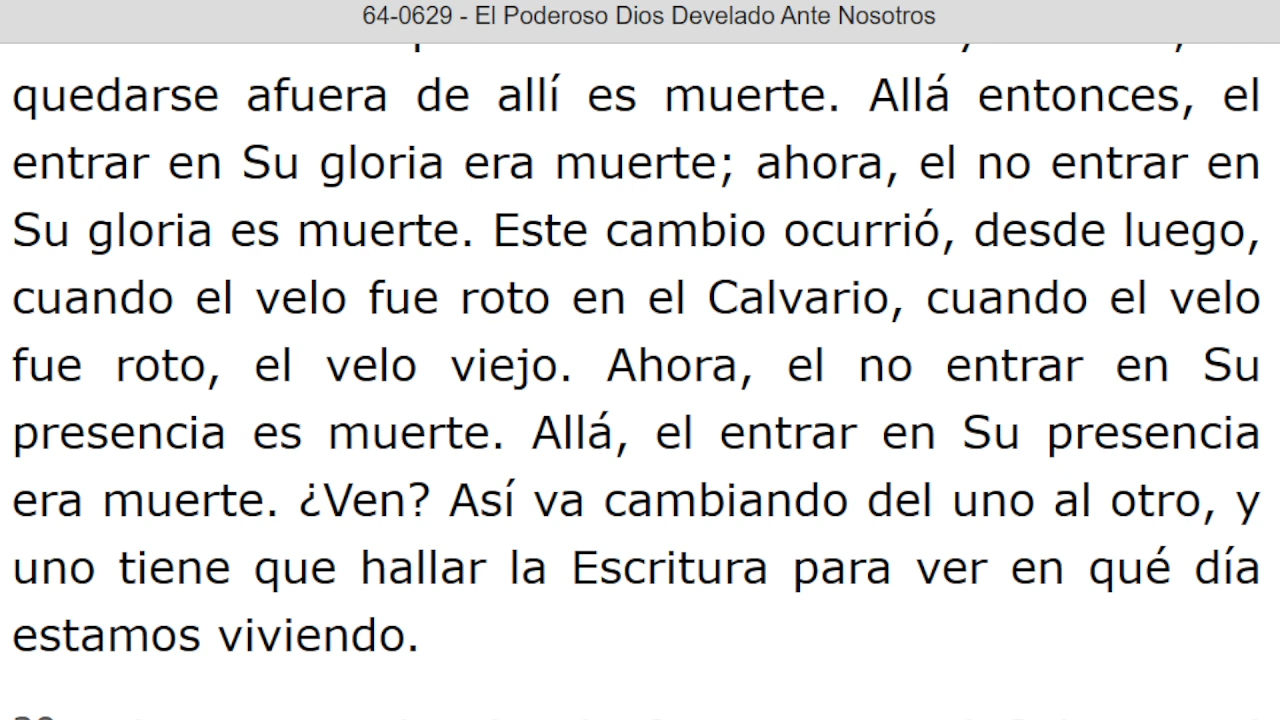 64-0629 - El Poderoso Dios Develado Ante Nosotros
quedarse afuera de allí es muerte. Allá entonces, el
entrar en Su gloria era muerte; ahora, el no entrar en
Su gloria es muerte. Este cambio ocurrió, desde luego,
cuando el velo fue roto en el Calvario, cuando el velo
fue roto, el velo viejo. Ahora, el no entrar en Su
presencia es muerte. Allá, el entrar en Su presencia
era muerte. ¿Ven? Así va cambiando del uno al otro, y
uno tiene que hallar la Escritura para ver en qué día
estamos viviendo.